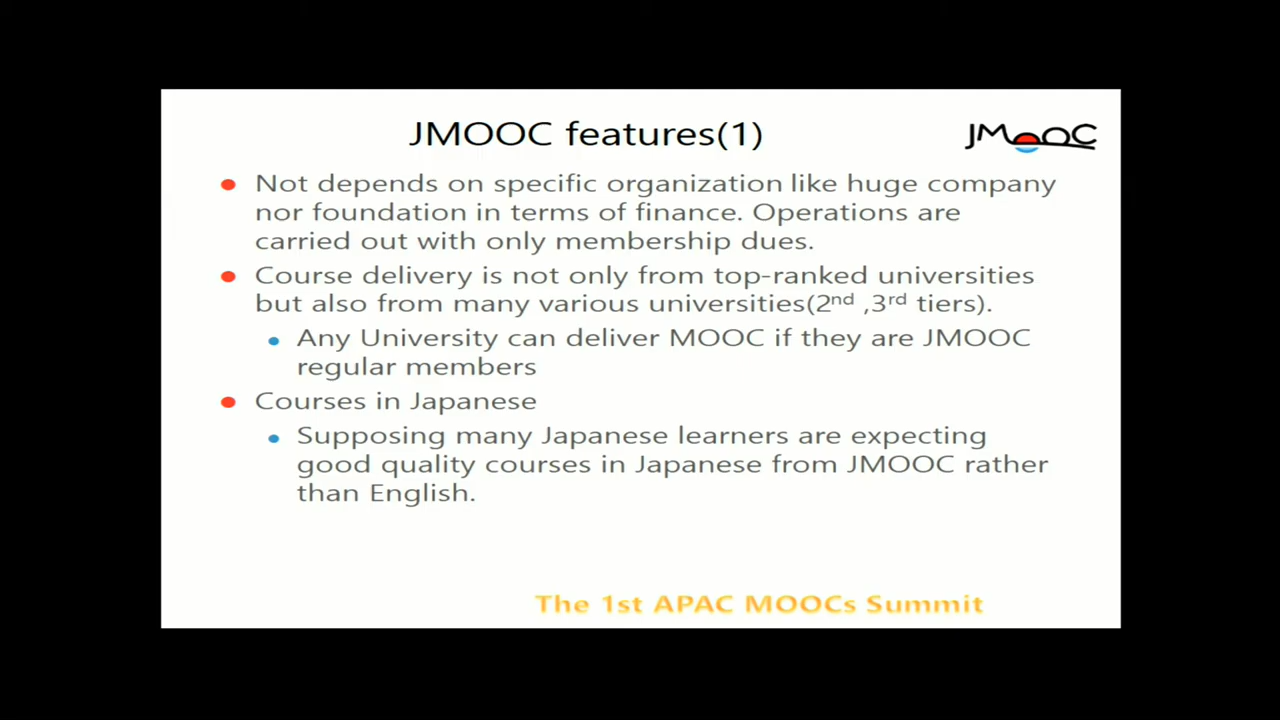 JMOOC features(1)
JMOOC
Not depends on specific organization like huge company
nor foundation in terms of finance. Operations are
carried out with only membership dues.
Course delivery is not only from top-ranked universities
but also from many various universities(2nd ,3rd tiers).
Any University can deliver MOOC if they are JMOOC
regular members
Courses in Japanese
Supposing many Japanese learners are expecting
good quality courses in Japanese from JMOOC rather
than English.
The 1st APAC MOOCs Summit